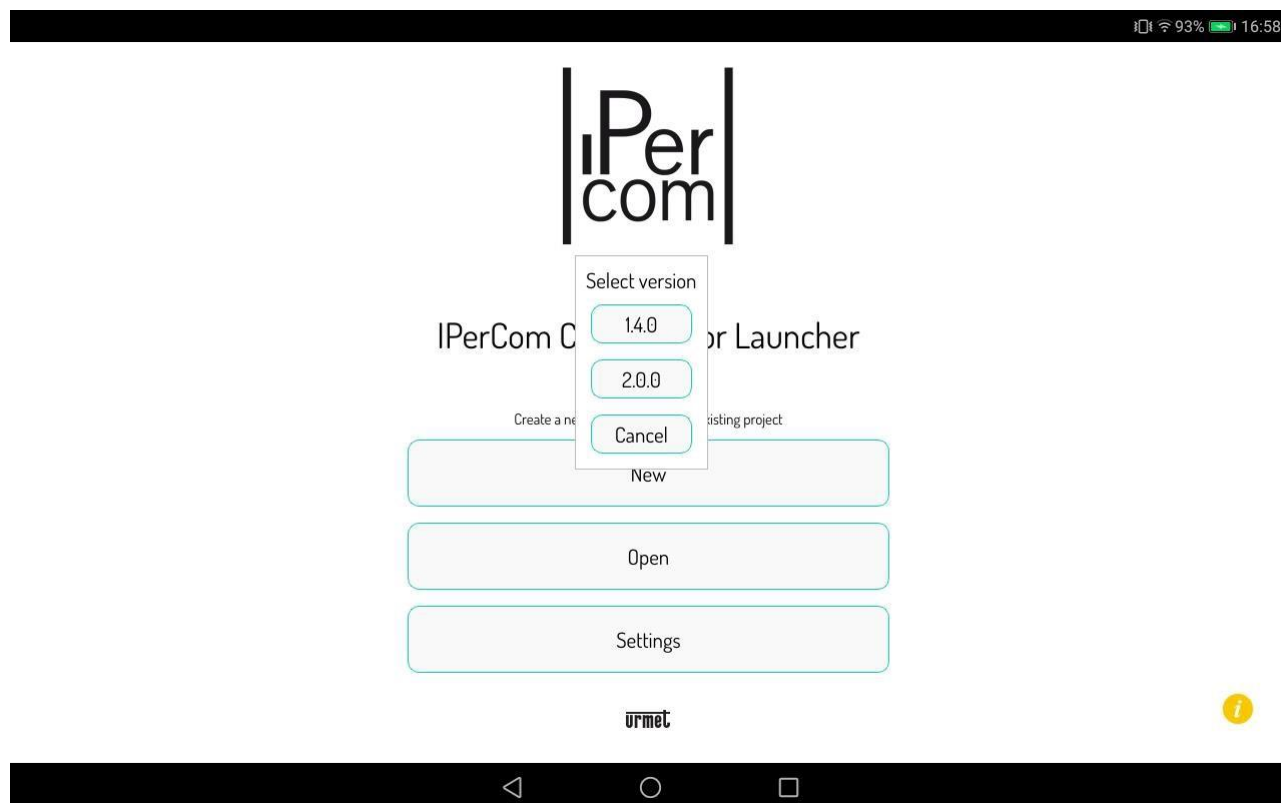 93% 16:58
IPer
com
Select version
1.4.0
IPerCom C or Launcher
2.0.0
Create a ne isting project
Cancel
New
Open
Settings
urmet
i